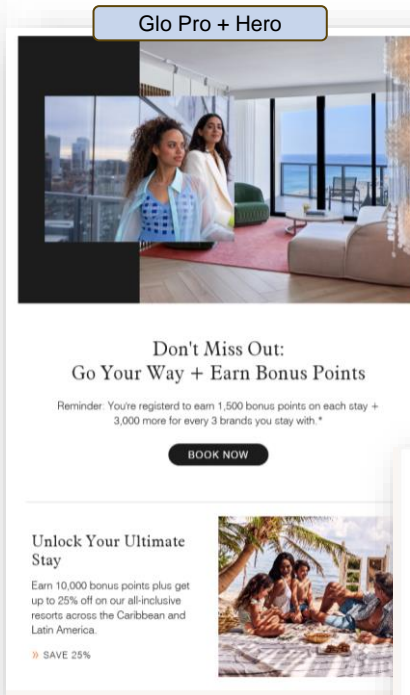 Glo Pro + Hero
Don't Miss Out:
Go Your Way + Earn Bonus Points
Reminder: You're registerd to earn 1,500 bonus points on each stay +
3,000 more for every 3 brands you stay with.*
BOOK NOW
Unlock Your Ultimate
Stay
Earn 10,000 bonus points plus get
up to 25% off on our all-inclusive
resorts across the Caribbean and
Latin America.
» SAVE 25%